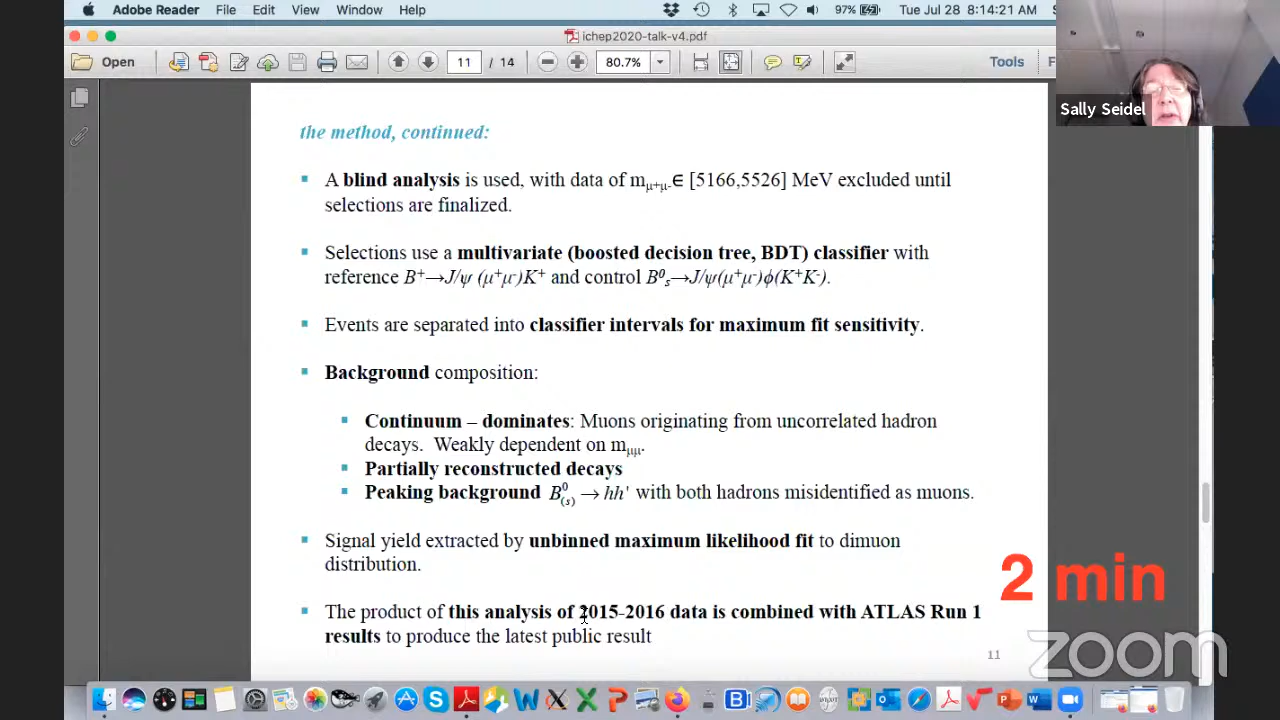 Adobe Reader File Edit View Window Help 97% Tue Jul 28 8:14:21 AM
ichep2020-talk-v4.pdf
Open 11 / 14 80.7% Tools
Sally Seidel
the method, continued:
▪ A blind analysis is used, with data of mμ+μ- ∈ [5166,5526] MeV excluded until
selections are finalized.
▪ Selections use a multivariate (boosted decision tree, BDT) classifier with
reference B⁺→J/ψ (μ⁺μ⁻)K⁺ and control B⁰ₛ→J/ψ(μ⁺μ⁻)ϕ(K⁺K⁻).
▪ Events are separated into classifier intervals for maximum fit sensitivity.
▪ Background composition:
▪ Continuum – dominates: Muons originating from uncorrelated hadron
decays. Weakly dependent on mμμ.
▪ Partially reconstructed decays
▪ Peaking background B⁰₍ₛ₎ → hh' with both hadrons misidentified as muons.
▪ Signal yield extracted by unbinned maximum likelihood fit to dimuon
distribution.
▪ The product of this analysis of 2015-2016 data is combined with ATLAS Run 1
results to produce the latest public result
2 min
11
zoom